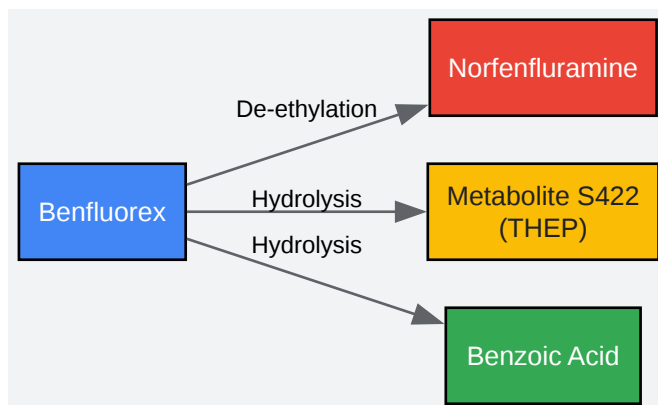 Norfenfluramine
De-ethylation
Benfluorex
Hydrolysis
Metabolite S422
(THEP)
Hydrolysis
Benzoic Acid